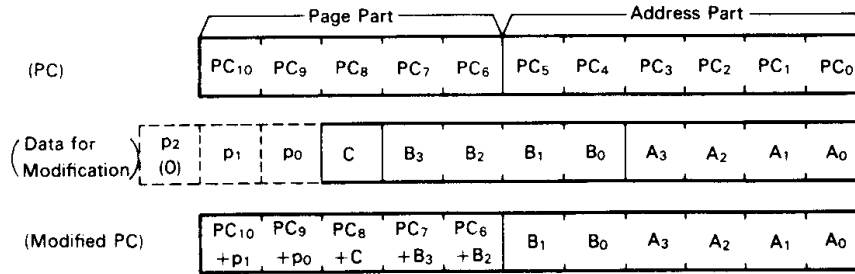 Page Part Address Part
(PC) PC10 PC9 PC8 PC7 PC6 PC5 PC4 PC3 PC2 PC1 PC0
(Data for Modification) p2 (0) p1 p0 C B3 B2 B1 B0 A3 A2 A1 A0
(Modified PC) PC10 +p1 PC9 +p0 PC8 +C PC7 +B3 PC6 +B2 B1 B0 A3 A2 A1 A0